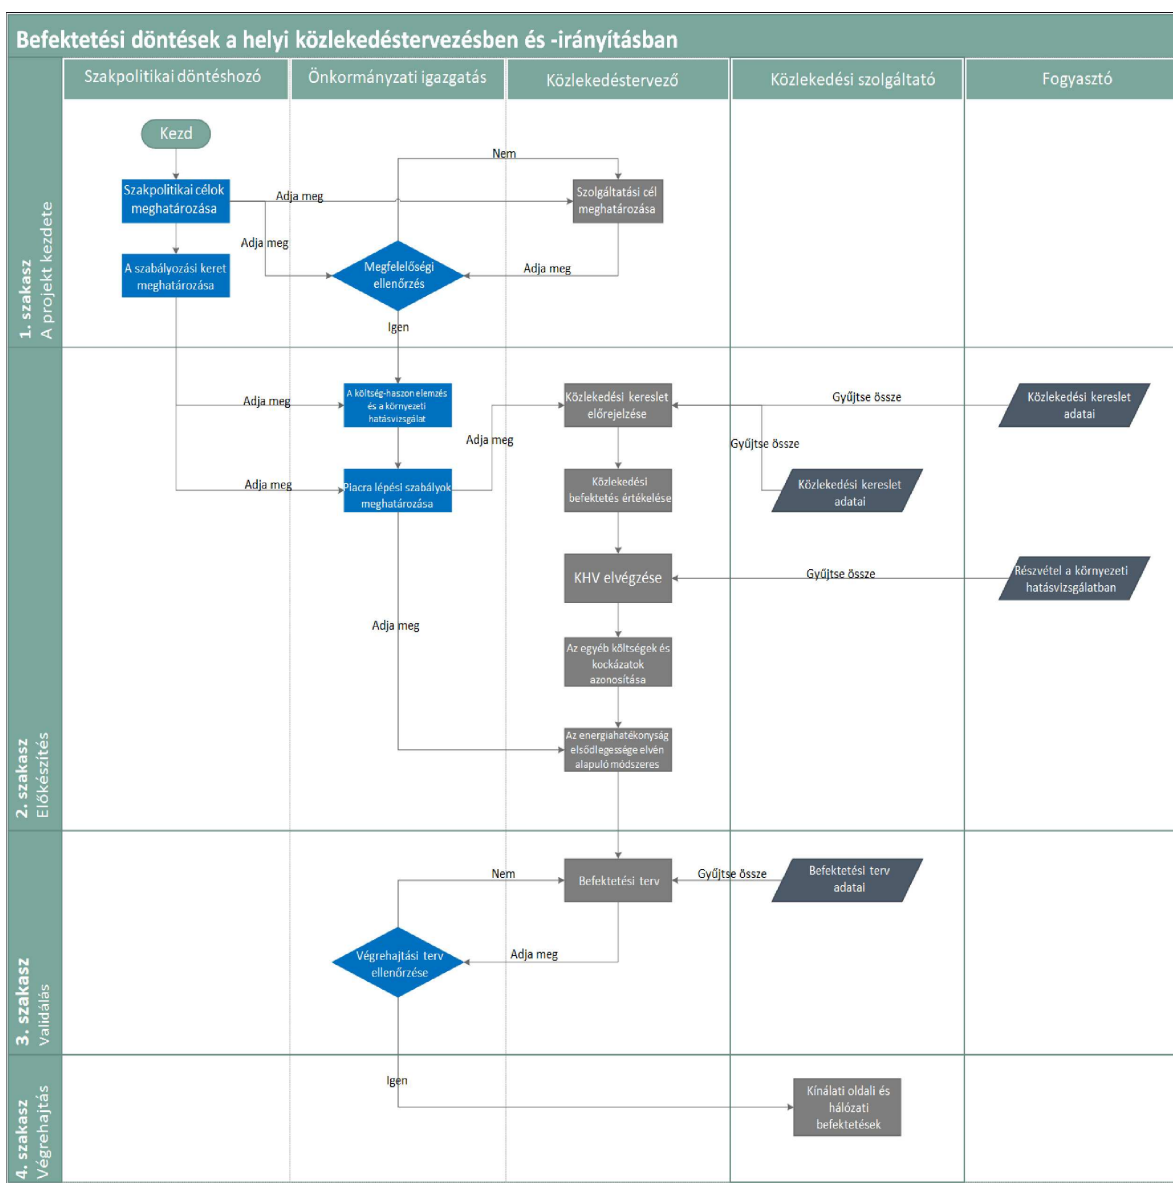 Befektetési döntések a helyi közlekedéstervezésben és -irányításban
Szakpolitikai döntéshozó
Önkormányzati igazgatás
Közlekedéstervező
Közlekedési szolgáltató
Fogyasztó
1. szakasz
A projekt kezdete
Kezd
Nem
Szakpolitikai célok
meghatározása
Adja meg
Szolgáltatási cél
meghatározása
Adja meg
A szabályozási keret
meghatározása
Megfelelőségi
ellenőrzés
Adja meg
Igen
2. szakasz
Előkészítés
Adja meg
A költség-haszon elemzés
és a környezeti
hatásvizsgálat
Közlekedési kereslet
előrejelzése
Gyűjtse össze
Közlekedési kereslet
adatai
Adja meg
Gyűjtse össze
Adja meg
Piacra lépési szabályok
meghatározása
Közlekedési
befektetés értékelése
Közlekedési kereslet
adatai
KHV elvégzése
Gyűjtse össze
Részvétel a környezeti
hatásvizsgálatban
Adja meg
Az egyéb költségek és
kockázatok
azonosítása
Az energiahatékonyság
elsődlegessége elvén
alapuló módszeres
3. szakasz
Validálás
Nem
Befektetési terv
Gyűjtse össze
Befektetési terv
adatai
Végrehajtási terv
ellenőrzése
Adja meg
4. szakasz
Végrehajtás
Igen
Kínálati oldali és
hálózati
befektetések